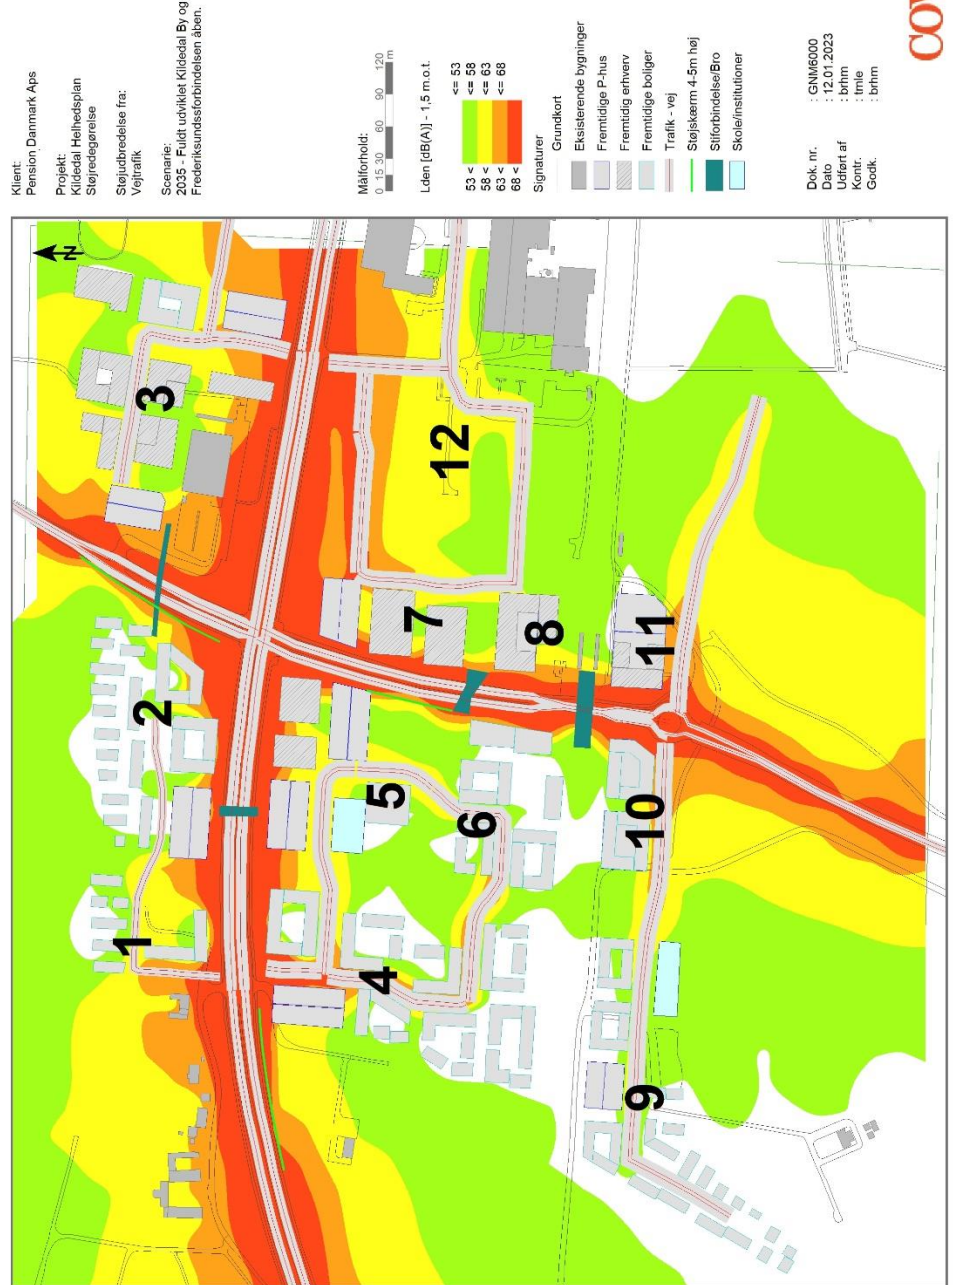 Klient:
Pension Danmark Aps
Projekt:
Kildedal Helhedsplan
Støjredegørelse
Støjudbredelse fra:
Vejtrafik
Scenarie:
2035 - Fuldt udviklet Kildedal By og
Frederiksundssforbindelsen åben.
Målforhold:
0 15 30 60 90 120
m
Lden [dB(A)] - 1,5 m.o.t.
<= 53
53 < <= 58
58 < <= 63
63 < <= 68
68 <
Signaturer
Grundkort
Eksisterende bygninger
Fremtidige P-hus
Fremtidig erhverv
Fremtidige boliger
Trafik - vej
Støjskærm 4-5m høj
Stiforbindelse/Bro
Skole/institutioner
Dok. nr. : GNM6000
Dato : 12.01.2023
Udført af : brhm
Kontr. : tmle
Godk. : brhm
N
1
2
3
4
5
6
7
8
9
10
11
12